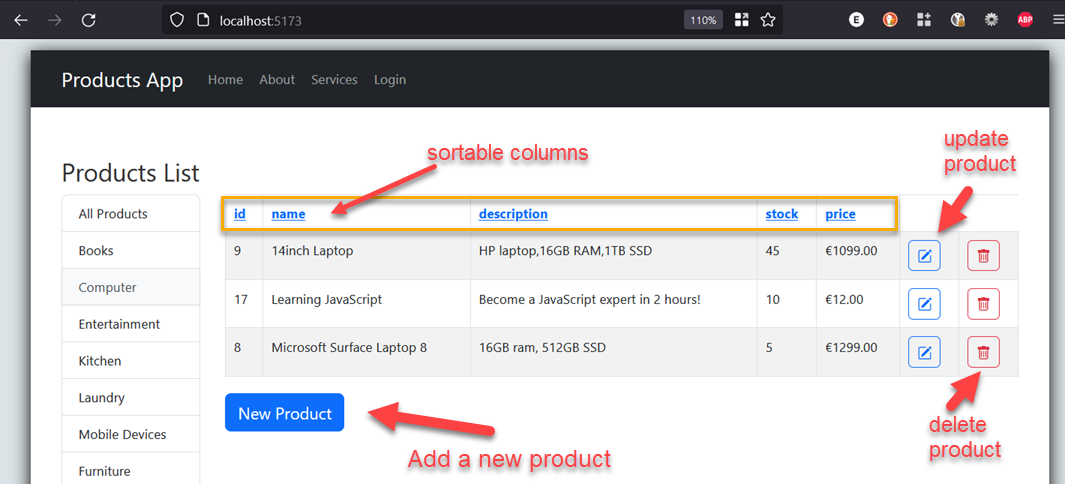 localhost:5173
110%
E
ABP
Products App Home About Services Login
sortable columns
update
product
Products List
All Products
Books
Computer
Entertainment
Kitchen
Laundry
Mobile Devices
Furniture
id name description stock price
9 14inch Laptop HP laptop,16GB RAM,1TB SSD 45 €1099.00
17 Learning JavaScript Become a JavaScript expert in 2 hours! 10 €12.00
8 Microsoft Surface Laptop 8 16GB ram, 512GB SSD 5 €1299.00
New Product
Add a new product
delete
product